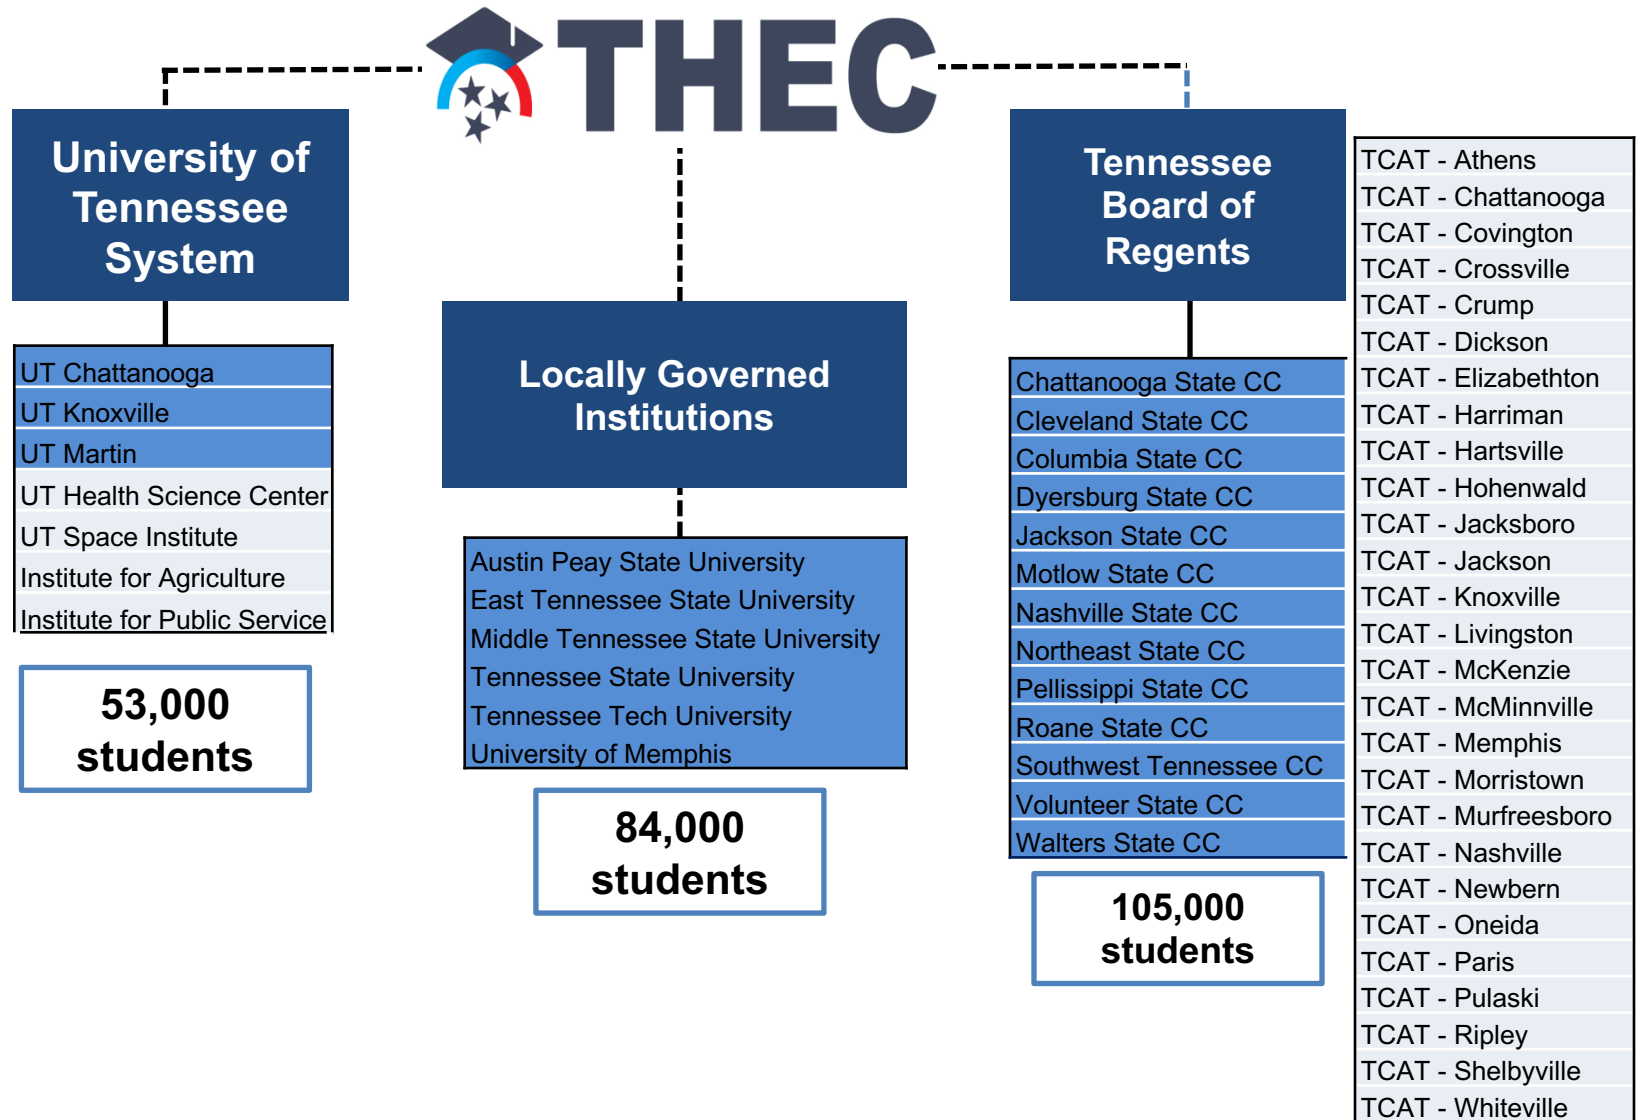 THEC
University of
Tennessee
System
UT Chattanooga
UT Knoxville
UT Martin
UT Health Science Center
UT Space Institute
Institute for Agriculture
Institute for Public Service
53,000
students
Locally Governed
Institutions
Austin Peay State University
East Tennessee State University
Middle Tennessee State University
Tennessee State University
Tennessee Tech University
University of Memphis
84,000
students
Tennessee
Board of
Regents
Chattanooga State CC
Cleveland State CC
Columbia State CC
Dyersburg State CC
Jackson State CC
Motlow State CC
Nashville State CC
Northeast State CC
Pellissippi State CC
Roane State CC
Southwest Tennessee CC
Volunteer State CC
Walters State CC
105,000
students
TCAT - Athens
TCAT - Chattanooga
TCAT - Covington
TCAT - Crossville
TCAT - Crump
TCAT - Dickson
TCAT - Elizabethton
TCAT - Harriman
TCAT - Hartsville
TCAT - Hohenwald
TCAT - Jacksboro
TCAT - Jackson
TCAT - Knoxville
TCAT - Livingston
TCAT - McKenzie
TCAT - McMinnville
TCAT - Memphis
TCAT - Morristown
TCAT - Murfreesboro
TCAT - Nashville
TCAT - Newbern
TCAT - Oneida
TCAT - Paris
TCAT - Pulaski
TCAT - Ripley
TCAT - Shelbyville
TCAT - Whiteville